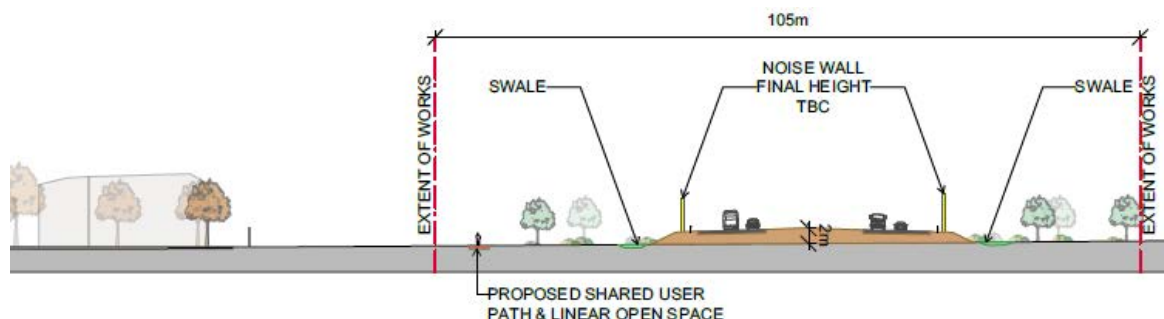 105m
EXTENT OF WORKS
SWALE
NOISE WALL
FINAL HEIGHT
TBC
SWALE
EXTENT OF WORKS
2m
PROPOSED SHARED USER
PATH & LINEAR OPEN SPACE